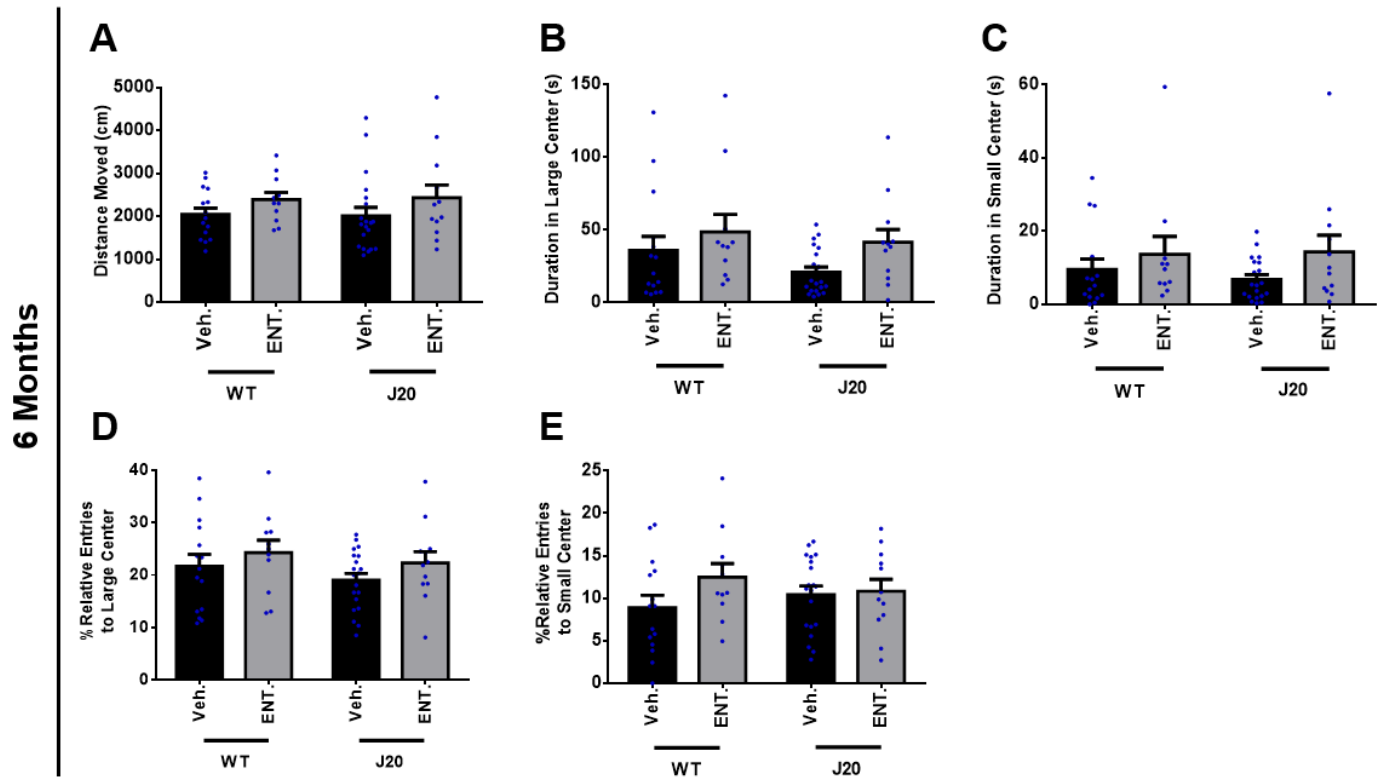 6 Months
A
Distance Moved (cm)
5000
4000
3000
2000
1000
0
Veh.
ENT.
Veh.
ENT.
WT
J20
B
Duration in Large Center (s)
150
100
50
0
Veh.
ENT.
Veh.
ENT.
WT
J20
C
Duration in Small Center (s)
60
40
20
0
Veh.
ENT.
Veh.
ENT.
WT
J20
D
%Relative Entries
to Large Center
40
30
20
10
0
Veh.
ENT.
Veh.
ENT.
WT
J20
E
%Relative Entries
to Small Center
25
20
15
10
5
0
Veh.
ENT.
Veh.
ENT.
WT
J20